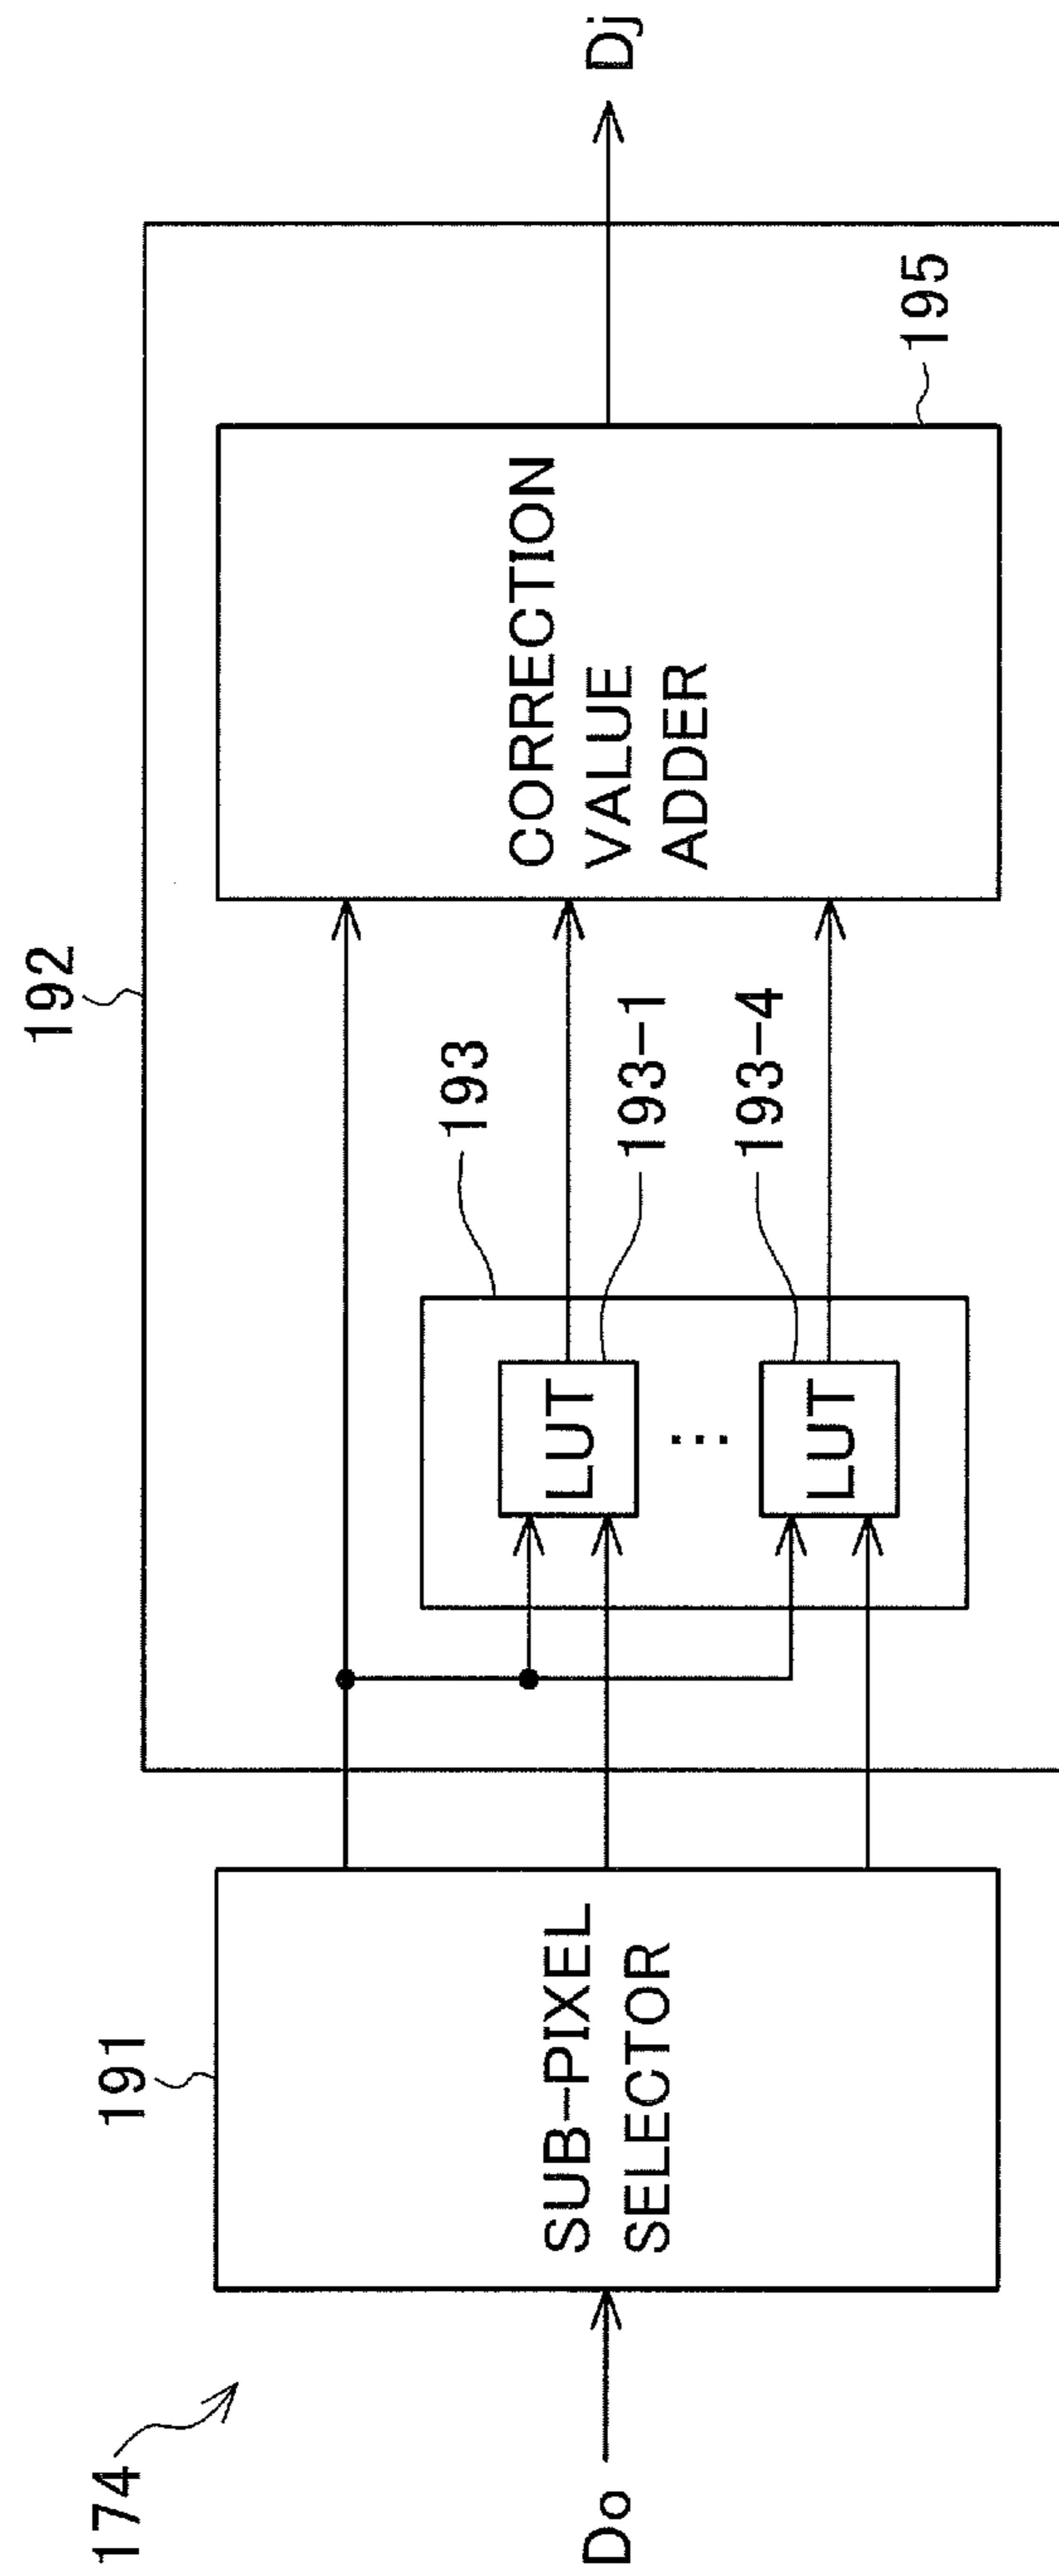 174
Do
191
SUB-PIXEL
SELECTOR
192
193
LUT
193-1
⋮
LUT
193-4
CORRECTION
VALUE
ADDER
195
Dj